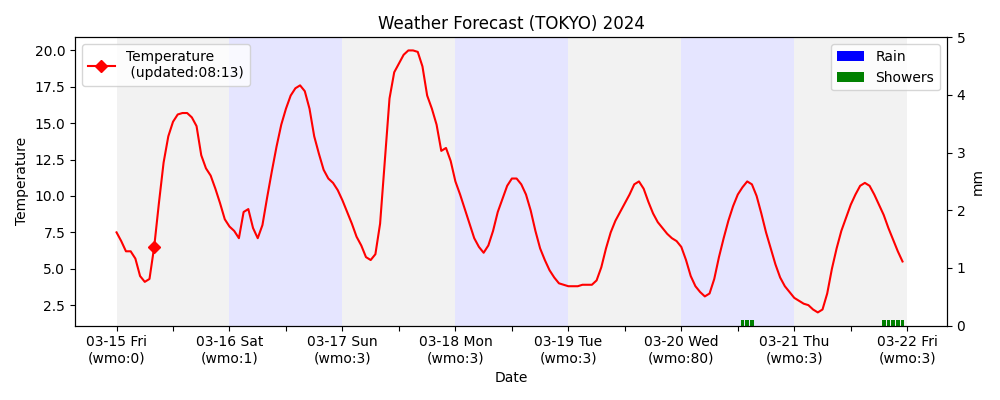 Weather Forecast (TOKYO) 2024
Temperature
(updated:08:13)
Rain
Showers
Temperature
20.0
17.5
15.0
12.5
10.0
7.5
5.0
2.5
5
4
3
2
1
0
mm
03-15 Fri
(wmo:0)
03-16 Sat
(wmo:1)
03-17 Sun
(wmo:3)
03-18 Mon
(wmo:3)
03-19 Tue
(wmo:3)
03-20 Wed
(wmo:80)
03-21 Thu
(wmo:3)
03-22 Fri
(wmo:3)
Date